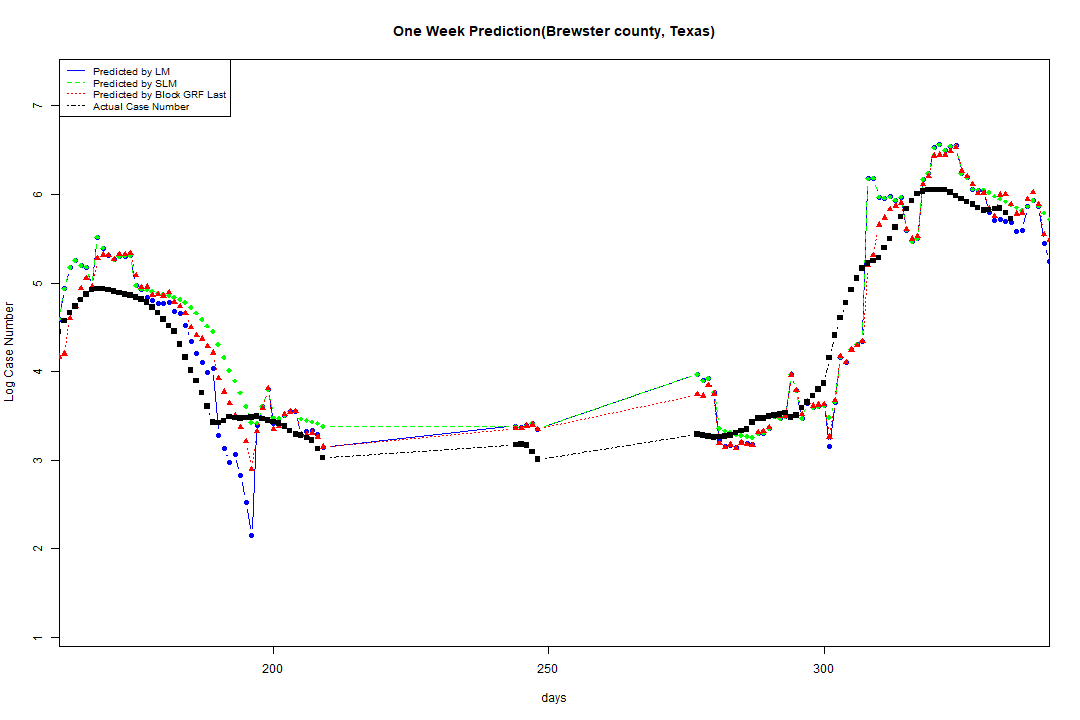 One Week Prediction(Brewster county, Texas)
Predicted by LM
Predicted by SLM
Predicted by Block GRF Last
Actual Case Number
7
6
5
4
3
2
1
Log Case Number
200
250
300
days